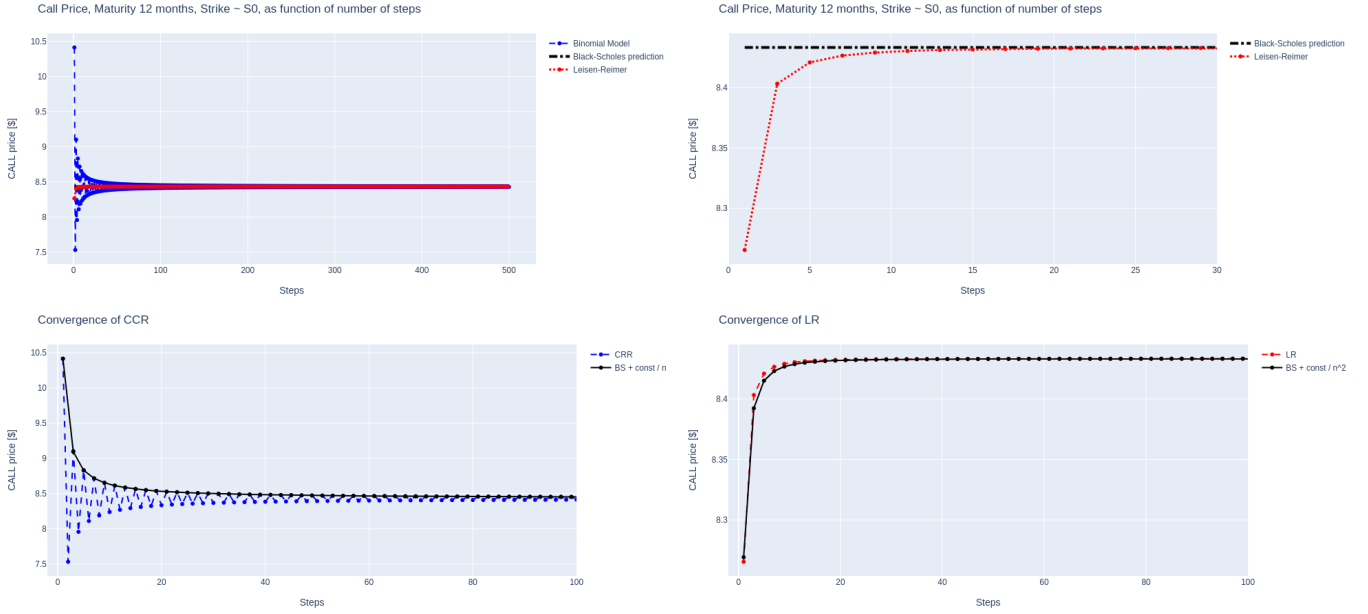 Call Price, Maturity 12 months, Strike ~ S0, as function of number of steps
10.5
10
9.5
9
8.5
8
7.5
CALL price [$]
0
100
200
300
400
500
Steps
Binomial Model
Black-Scholes prediction
Leisen-Reimer
Call Price, Maturity 12 months, Strike ~ S0, as function of number of steps
8.4
8.35
8.3
CALL price [$]
0
5
10
15
20
25
30
Steps
Black-Scholes prediction
Leisen-Reimer
Convergence of CCR
10.5
10
9.5
9
8.5
8
7.5
CALL price [$]
0
20
40
60
80
100
Steps
CRR
BS + const / n
Convergence of LR
8.4
8.35
8.3
CALL price [$]
0
20
40
60
80
100
Steps
LR
BS + const / n^2